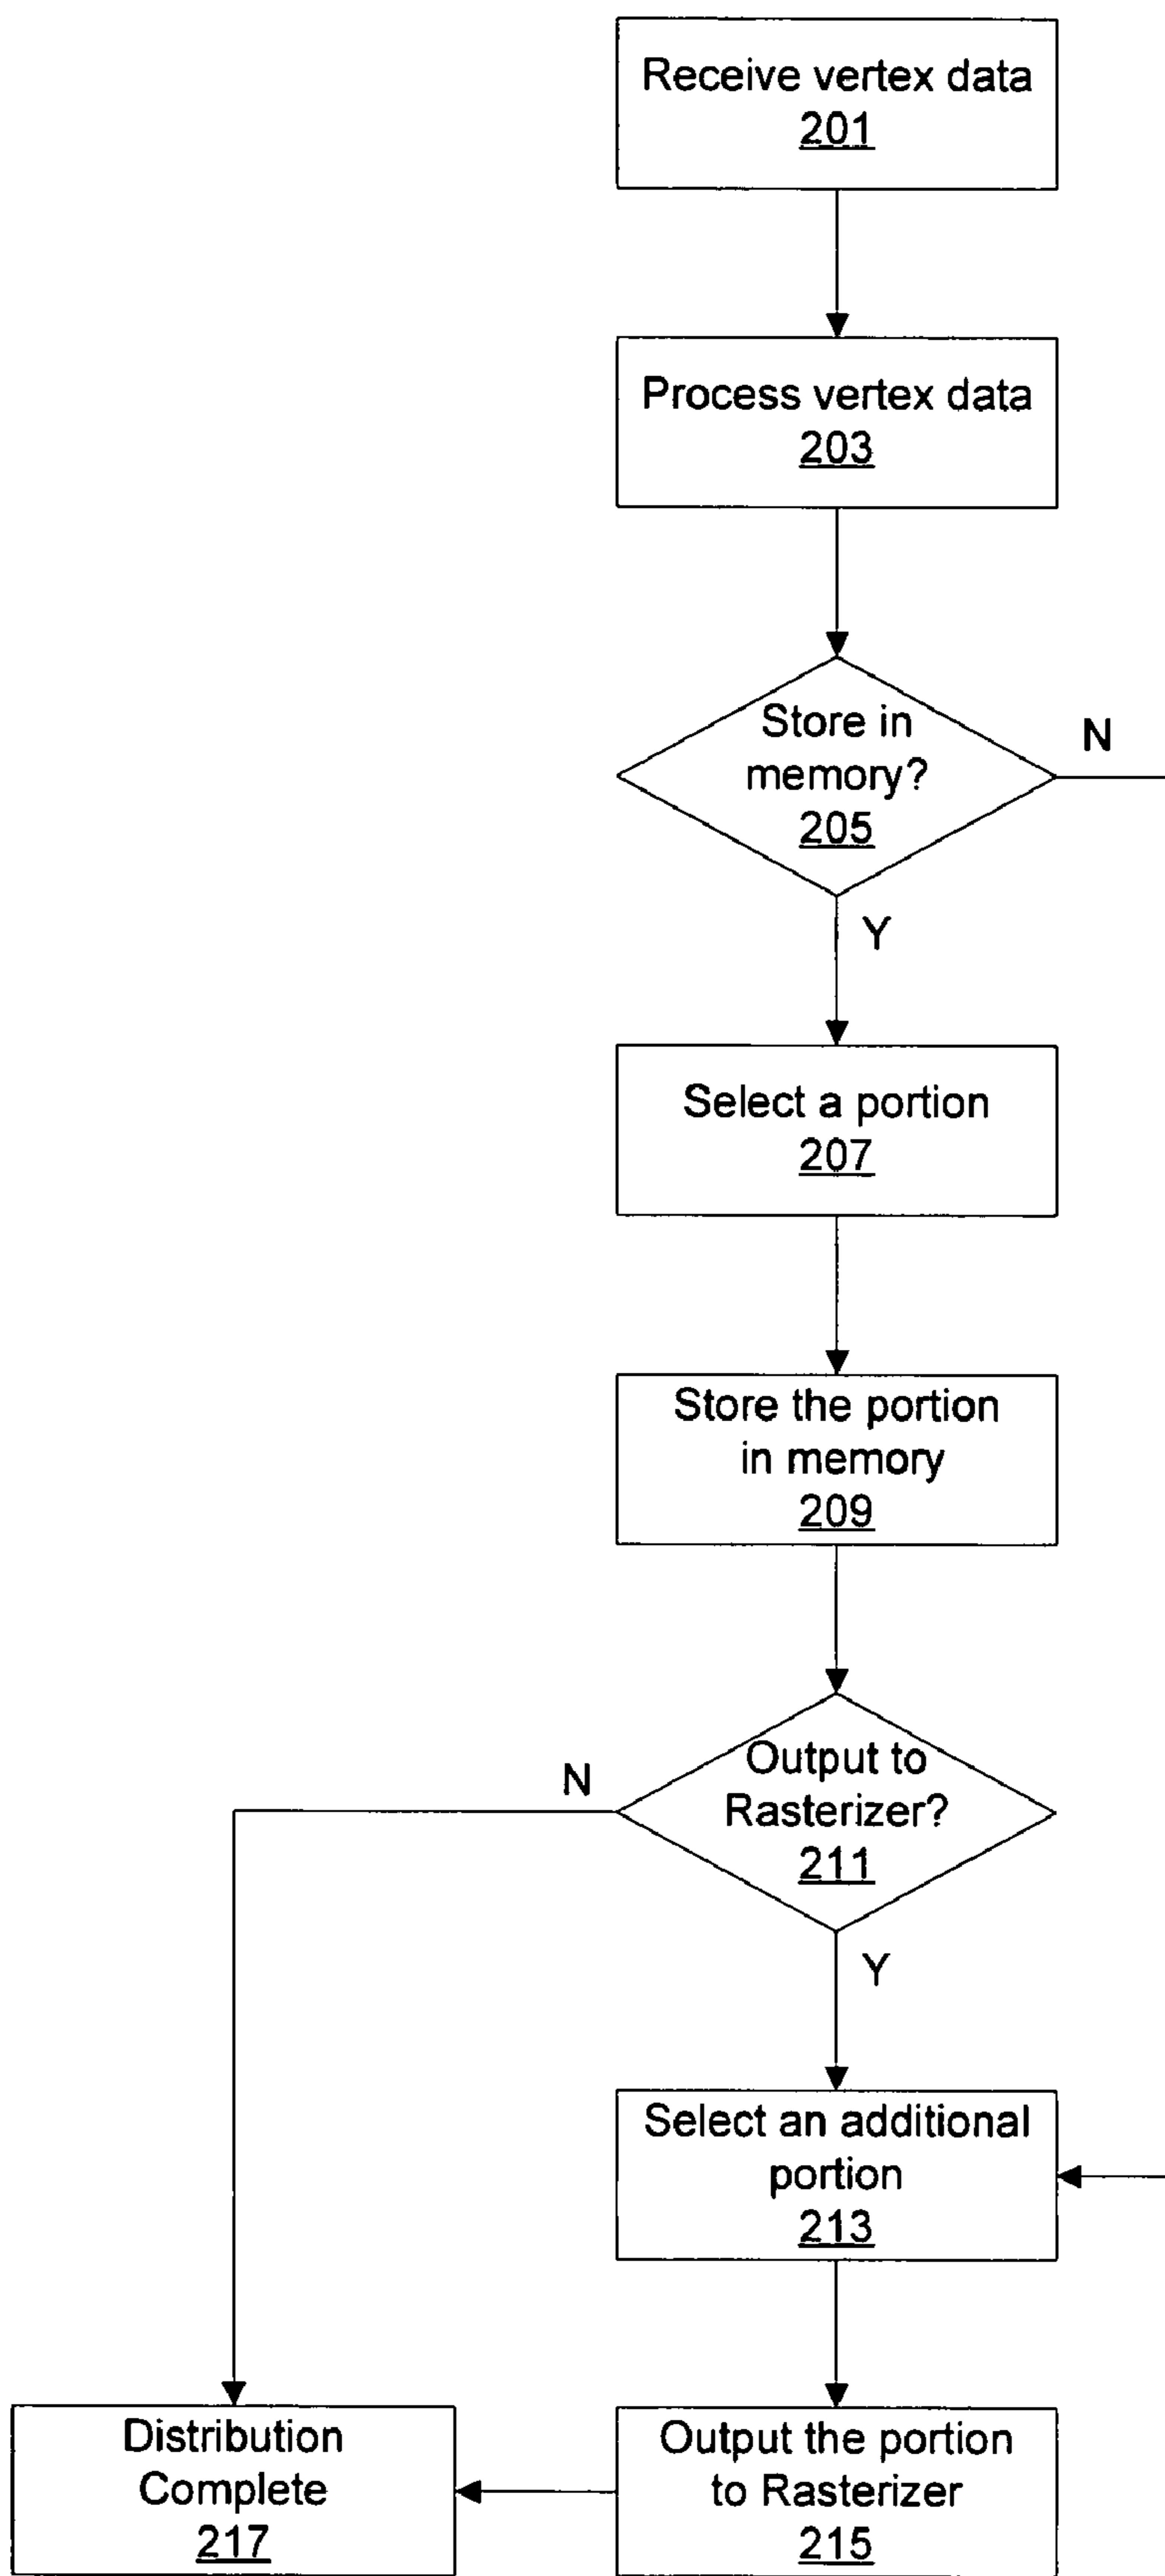 Receive vertex data
201
Process vertex data
203
Store in
memory?
205
N
Y
Select a portion
207
Store the portion
in memory
209
Output to
Rasterizer?
211
N
Y
Select an additional
portion
213
Distribution
Complete
217
Output the portion
to Rasterizer
215